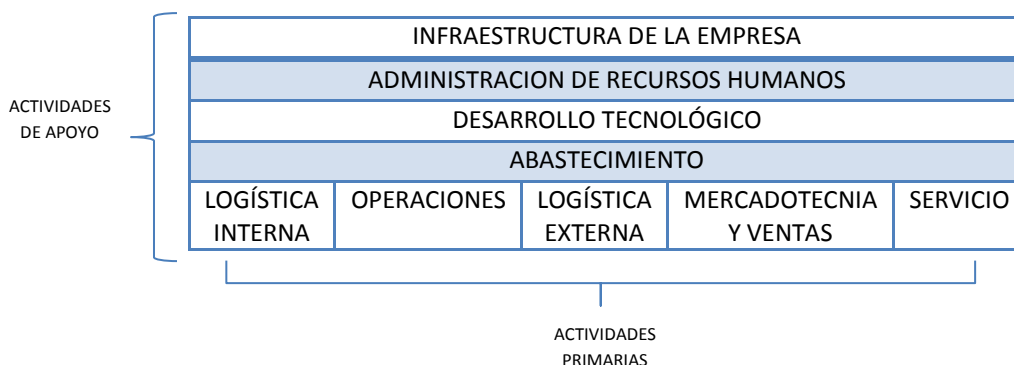 INFRAESTRUCTURA DE LA EMPRESA
ADMINISTRACION DE RECURSOS HUMANOS
ACTIVIDADES
DE APOYO
DESARROLLO TECNOLÓGICO
ABASTECIMIENTO
LOGÍSTICA
INTERNA
OPERACIONES
LOGÍSTICA
EXTERNA
MERCADOTECNIA
Y VENTAS
SERVICIO
ACTIVIDADES
PRIMARIAS